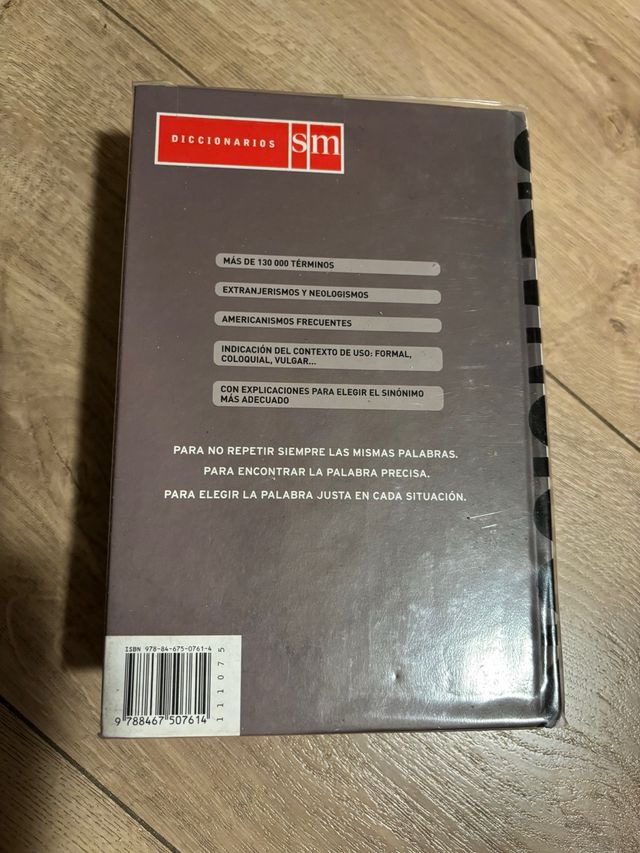 DICCIONARIOS sm
MÁS DE 130 000 TÉRMINOS
EXTRANJERISMOS Y NEOLOGISMOS
AMERICANISMOS FRECUENTES
INDICACIÓN DEL CONTEXTO DE USO: FORMAL,
COLOQUIAL, VULGAR...
CON EXPLICACIONES PARA ELEGIR EL SINÓNIMO
MÁS ADECUADO
PARA NO REPETIR SIEMPRE LAS MISMAS PALABRAS.
PARA ENCONTRAR LA PALABRA PRECISA.
PARA ELEGIR LA PALABRA JUSTA EN CADA SITUACIÓN.
ISBN 978-84-675-0761-4
9 788467 507614
111075